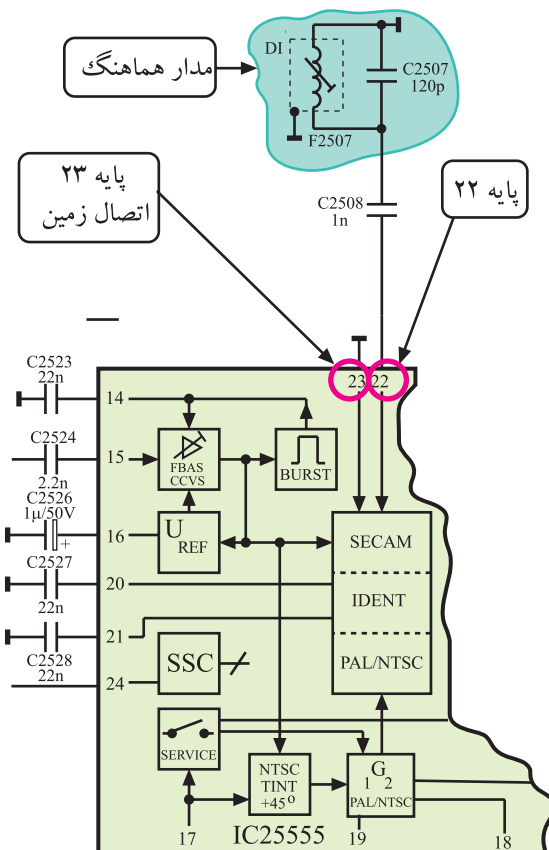 مدار هماهنگ
DI
C2507
120p
F2507
پایه ۲۳
اتصال زمین
پایه ۲۲
C2508
1n
C2523
22n
14
23 22
C2524
2.2n
15
FBAS
CCVS
BURST
C2526
1µ/50V
+
16
U REF
SECAM
C2527
22n
20
IDENT
21
C2528
22n
PAL/NTSC
24
SSC
SERVICE
NTSC
TINT
+45°
G
1 2
PAL/NTSC
17
IC25555
19
18